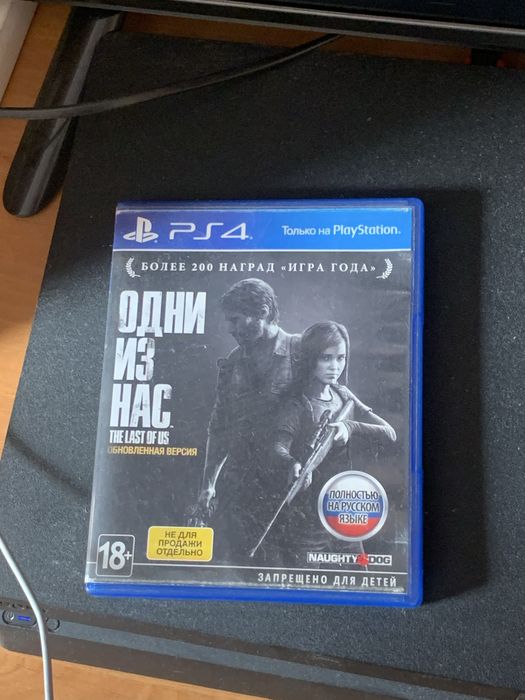 PS4
Только на PlayStation.
БОЛЕЕ 200 НАГРАД «ИГРА ГОДА»
ОДНИ
ИЗ
НАС
THE LAST OF US
ОБНОВЛЕННАЯ ВЕРСИЯ
ПОЛНОСТЬЮ
НА РУССКОМ
ЯЗЫКЕ
НЕ ДЛЯ
ПРОДАЖИ
ОТДЕЛЬНО
18+
NAUGHTY DOG
ЗАПРЕЩЕНО ДЛЯ ДЕТЕЙ